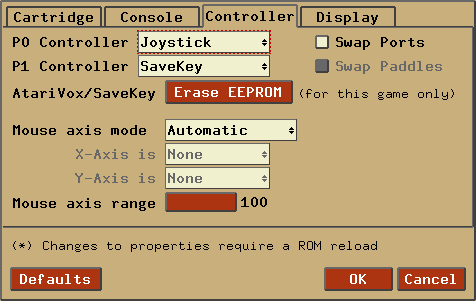 Cartridge Console Controller Display
P0 Controller Joystick Swap Ports
P1 Controller SaveKey Swap Paddles
AtariVox/SaveKey Erase EEPROM (for this game only)
Mouse axis mode Automatic
X-Axis is None
Y-Axis is None
Mouse axis range 100
(*) Changes to properties require a ROM reload
Defaults OK Cancel